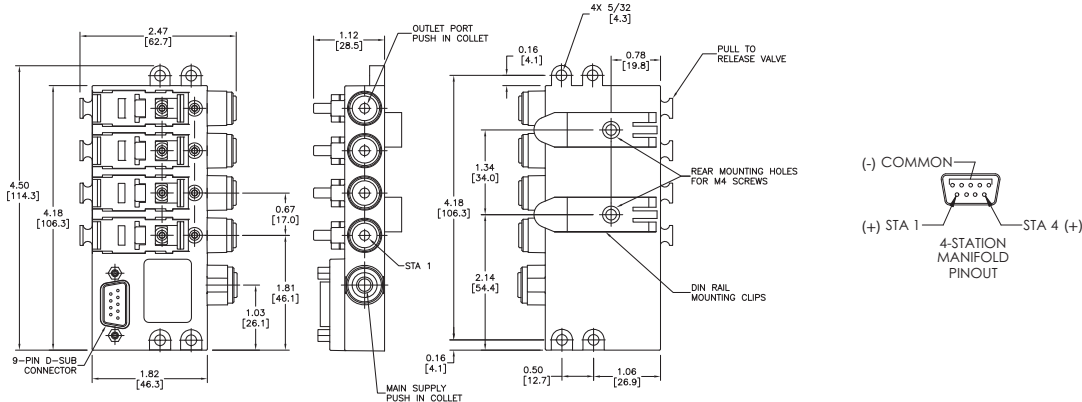 2.47
[62.7]
4.50
[114.3]
4.18
[106.3]
0.67
[17.0]
1.81
[46.1]
1.03
[26.1]
9-PIN D-SUB
CONNECTOR
1.82
[46.3]
1.12
[28.5]
OUTLET PORT
PUSH IN COLLET
STA 1
MAIN SUPPLY
PUSH IN COLLET
4X 5/32
[4.3]
0.16
[4.1]
0.78
[19.8]
PULL TO
RELEASE VALVE
1.34
[34.0]
4.18
[106.3]
REAR MOUNTING HOLES
FOR M4 SCREWS
2.14
[54.4]
DIN RAIL
MOUNTING CLIPS
0.16
[4.1]
0.50
[12.7]
1.06
[26.9]
(-) COMMON
(+) STA 1
STA 4 (+)
4-STATION
MANIFOLD
PINOUT